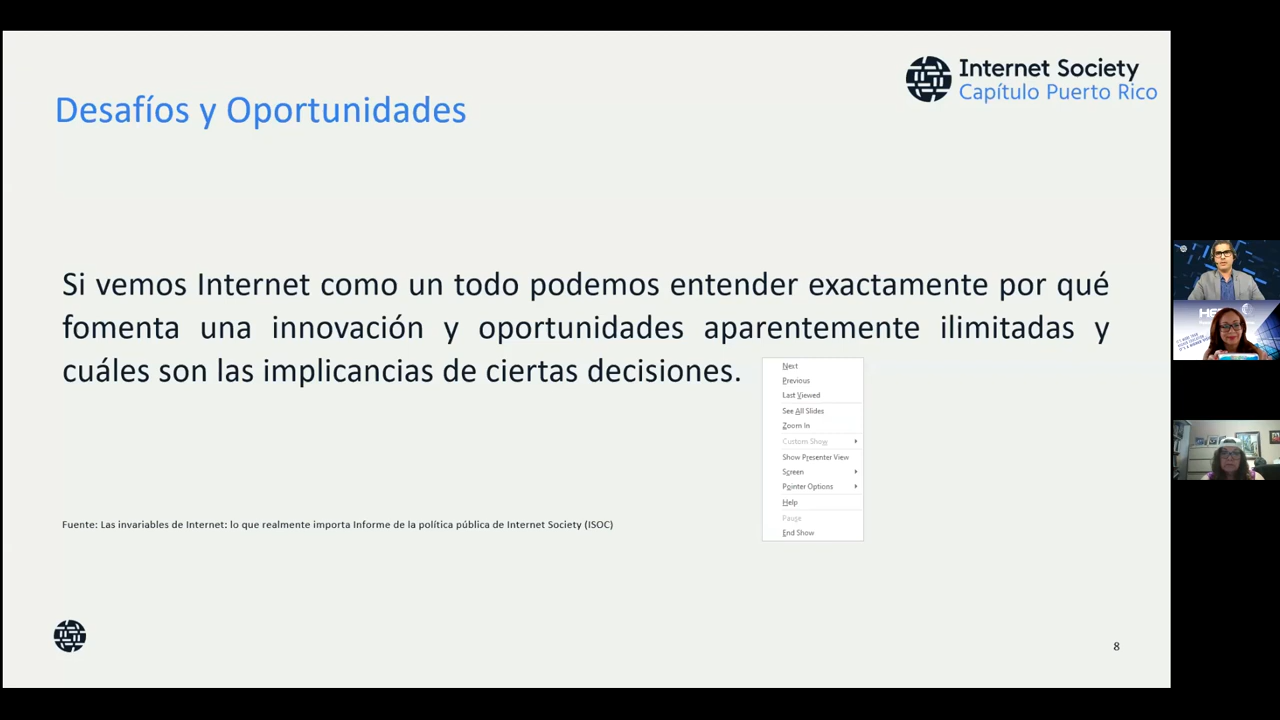 Internet Society
Capítulo Puerto Rico
Desafíos y Oportunidades
Si vemos Internet como un todo podemos entender exactamente por qué
fomenta una innovación y oportunidades aparentemente ilimitadas y
cuáles son las implicancias de ciertas decisiones.
Next
Previous
Last Viewed
See All Slides
Zoom In
Custom Show
Show Presenter View
Screen
Pointer Options
Help
Pause
End Show
Fuente: Las invariables de Internet: lo que realmente importa Informe de la política pública de Internet Society (ISOC)
8